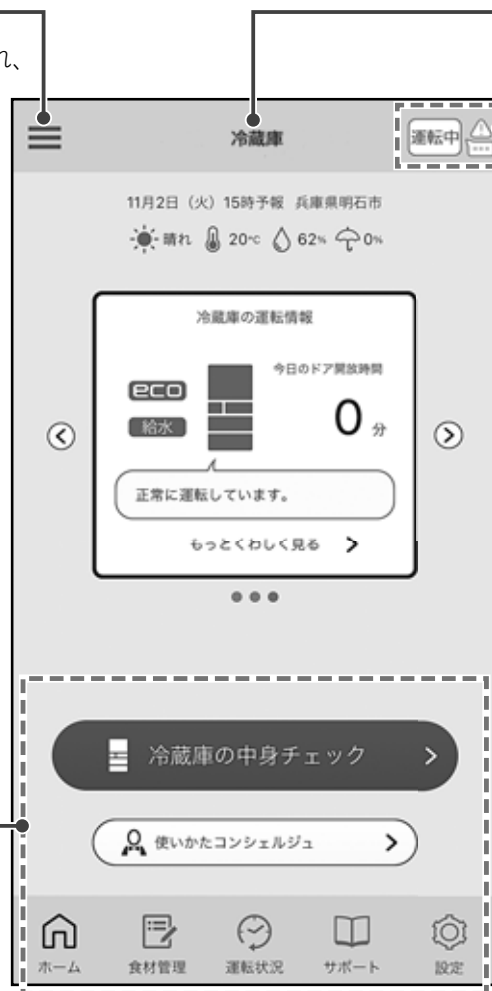 れ、
冷蔵庫
運転中
11月2日（火）15時予報 兵庫県明石市
晴れ 20℃ 62% 0%
冷蔵庫の運転情報
今日のドア開放時間
eco
給水
0 分
正常に運転しています。
もっとくわしく見る
冷蔵庫の中身チェック
使いかたコンシェルジュ
ホーム 食材管理 運転状況 サポート 設定